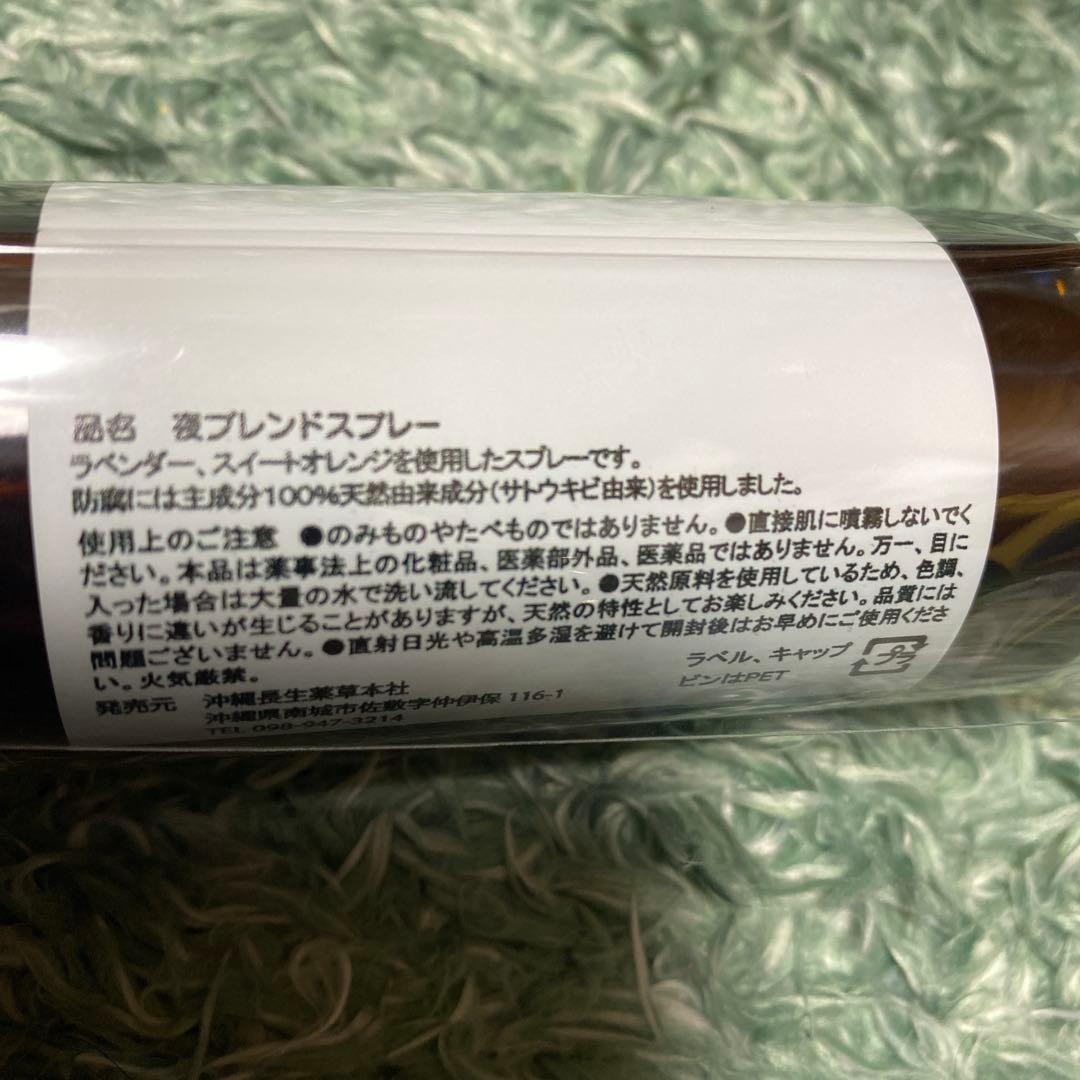 品名 夜ブレンドスプレー
ラベンダー、スイートオレンジを使用したスプレーです。
防腐には主成分100%天然由来成分(サトウキビ由来)を使用しました。
使用上のご注意 ●のみものやたべものではありません。●直接肌に噴霧しないでく
ださい。本品は薬事法上の化粧品、医薬部外品、医薬品ではありません。万一、目に
入った場合は大量の水で洗い流してください。●天然原料を使用しているため、色調、
香りに違いが生じることがありますが、天然の特性としてお楽しみください。品質には
問題ございません。●直射日光や高温多湿を避けて開封後はお早めにご使用くださ
い。火気厳禁。
ラベル、キャップ
ビンはPET
プラ
発売元 沖縄長生薬草本社
沖縄県南城市佐敷字仲伊保 116-1
TEL 098-947-3214